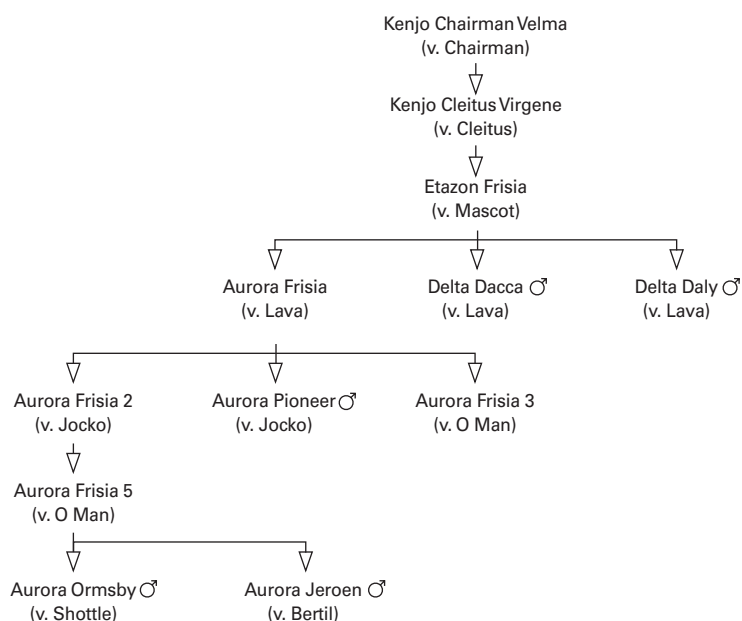 Kenjo Chairman Velma
(v. Chairman)
Kenjo Cleitus Virgene
(v. Cleitus)
Etazon Frisia
(v. Mascot)
Aurora Frisia
(v. Lava)
Delta Dacca ♂
(v. Lava)
Delta Daly ♂
(v. Lava)
Aurora Frisia 2
(v. Jocko)
Aurora Pioneer ♂
(v. Jocko)
Aurora Frisia 3
(v. O Man)
Aurora Frisia 5
(v. O Man)
Aurora Ormsby ♂
(v. Shottle)
Aurora Jeroen ♂
(v. Bertil)